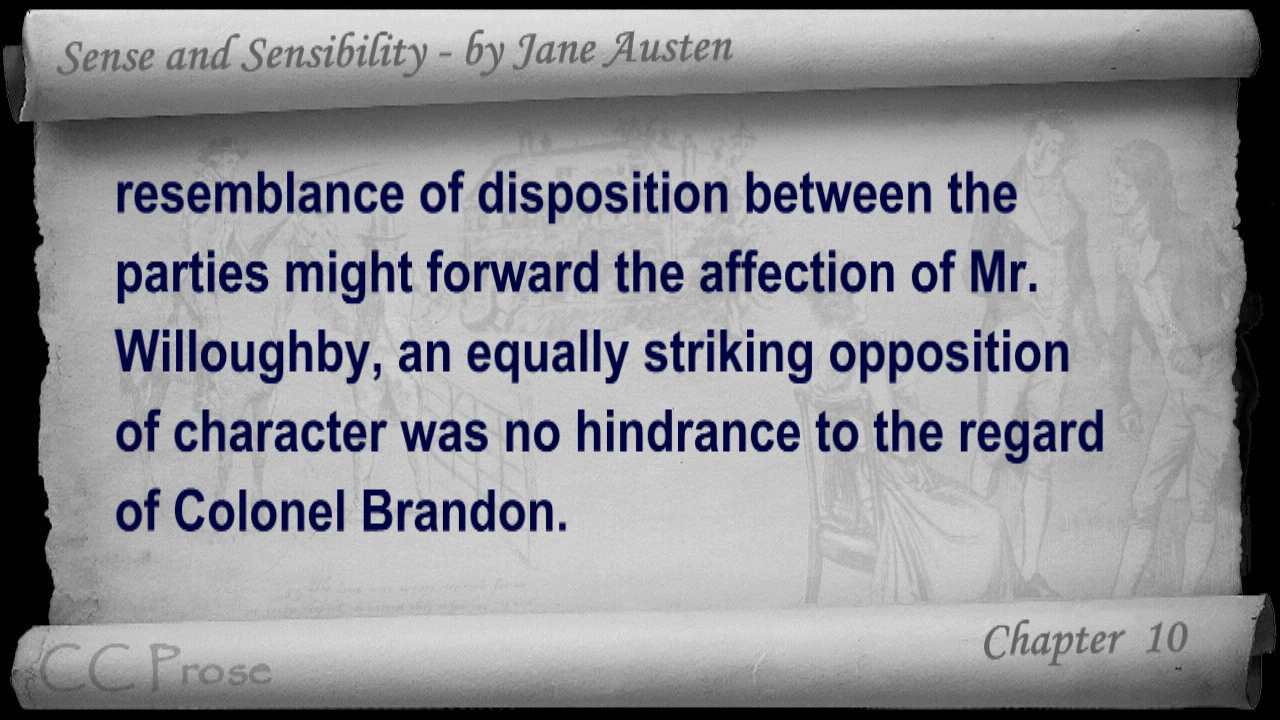 Sense and Sensibility - by Jane Austen
resemblance of disposition between the
parties might forward the affection of Mr.
Willoughby, an equally striking opposition
of character was no hindrance to the regard
of Colonel Brandon.
Chapter 10
CC Prose